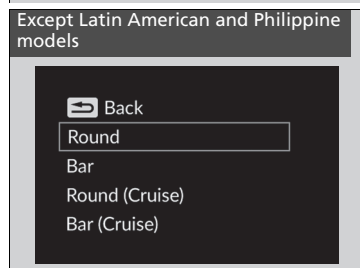 Except Latin American and Philippine
models
Back
Round
Bar
Round (Cruise)
Bar (Cruise)